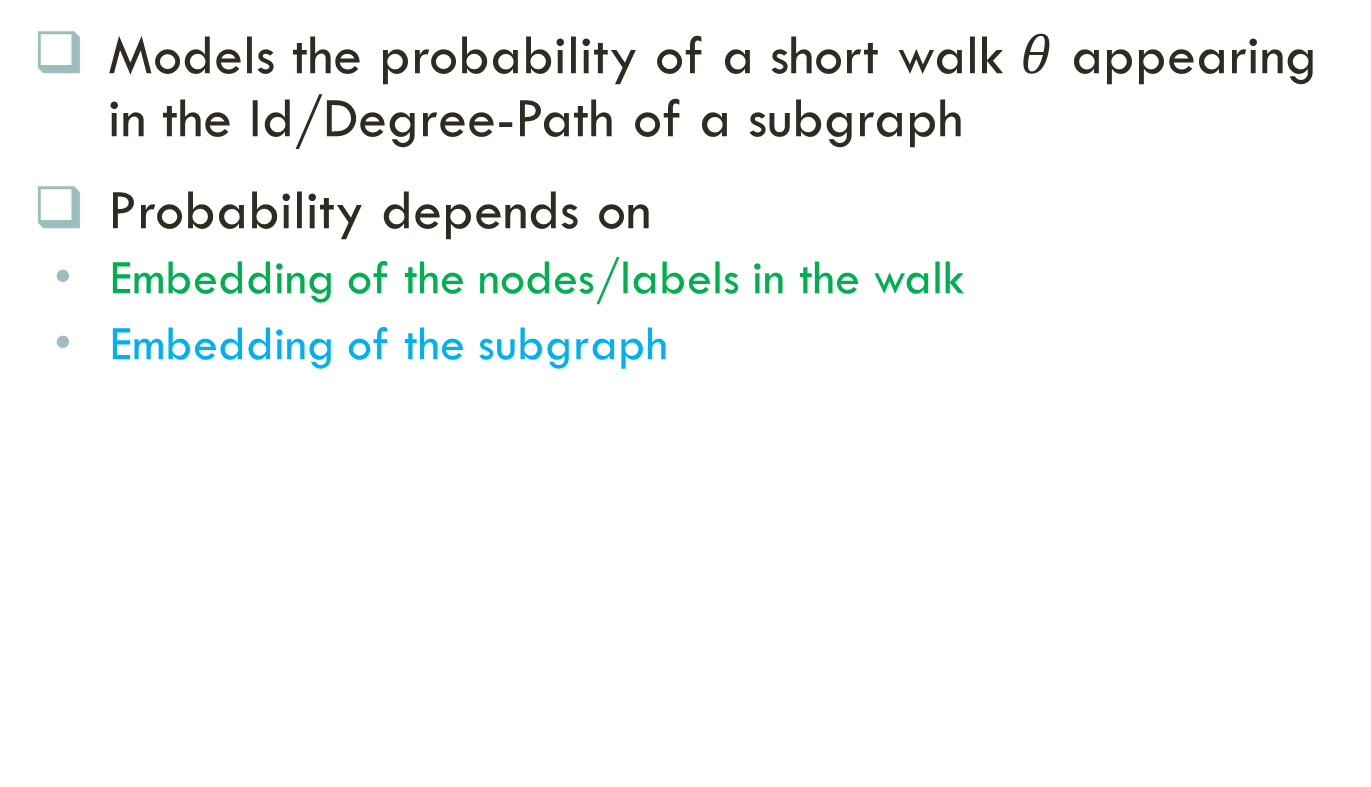 ❑ Models the probability of a short walk θ appearing
in the Id/Degree-Path of a subgraph
❑ Probability depends on
• Embedding of the nodes/labels in the walk
• Embedding of the subgraph